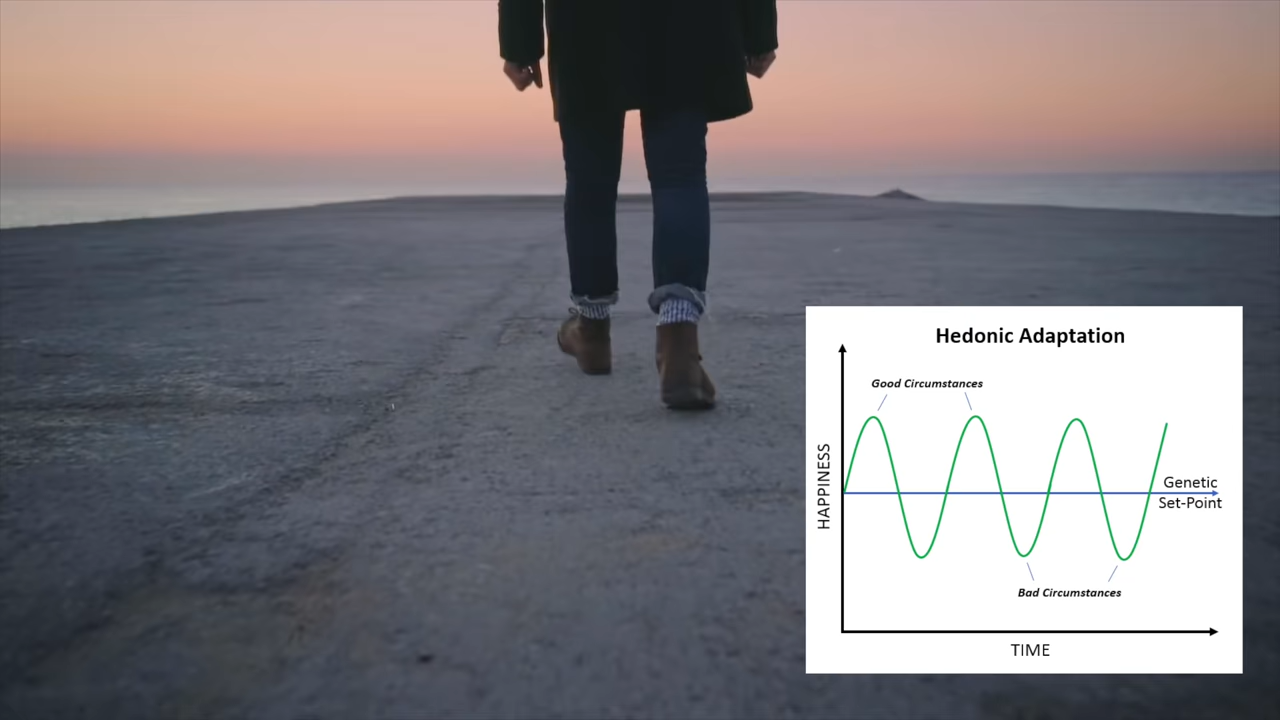 Hedonic Adaptation
Good Circumstances
HAPPINESS
Genetic
Set-Point
Bad Circumstances
TIME